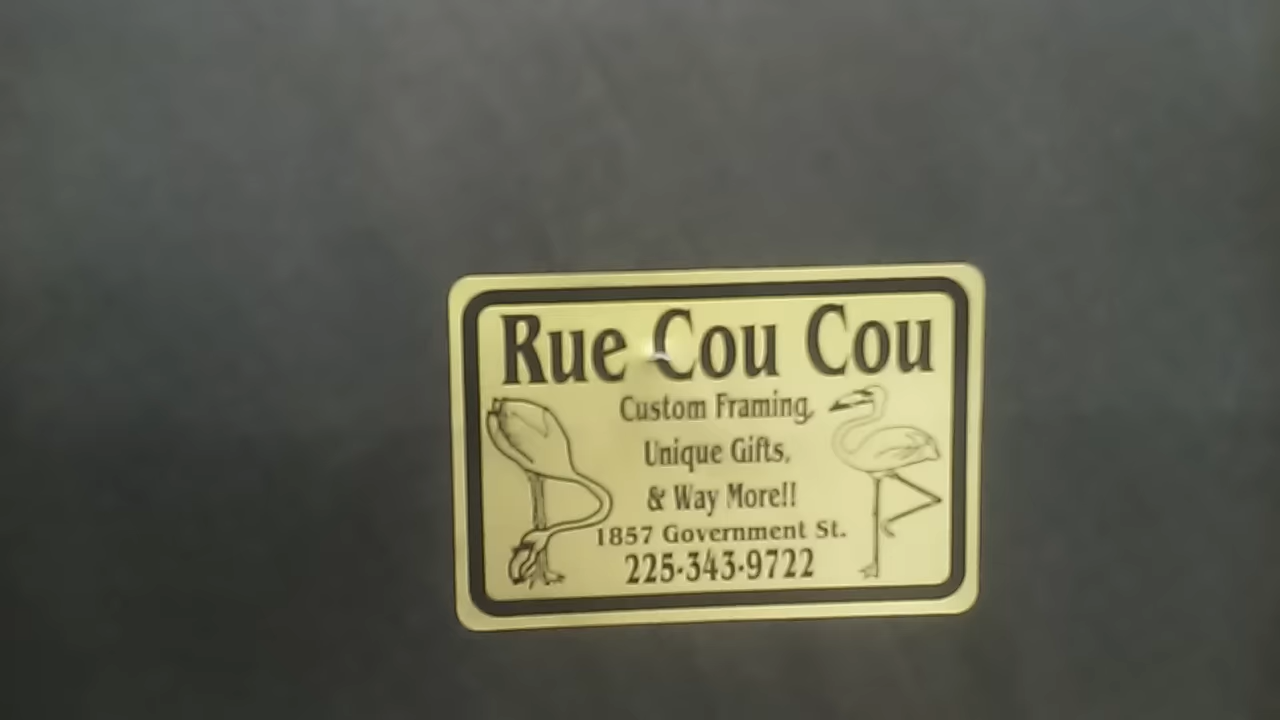 Rue Cou Cou
Custom Framing,
Unique Gifts,
& Way More!!
1857 Government St.
225-343-9722